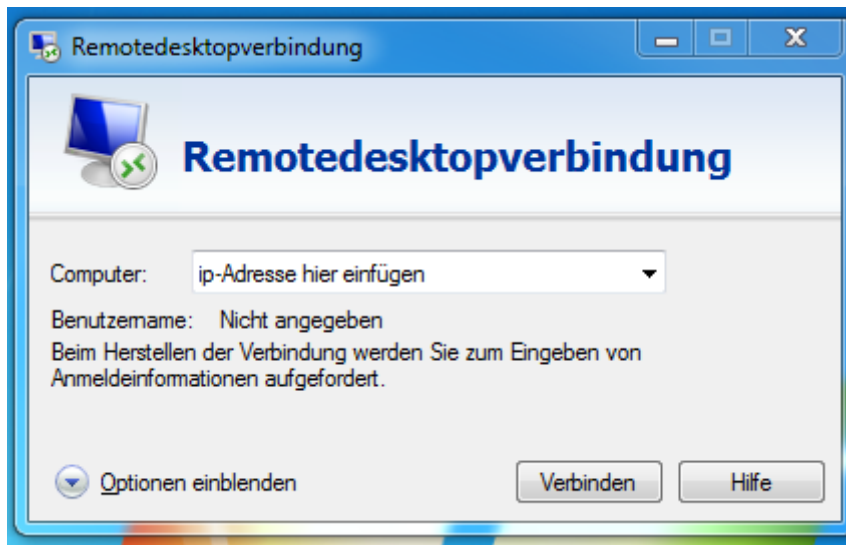 Remotedesktopverbindung
Remotedesktopverbindung
Computer: ip-Adresse hier einfügen
Benutzername: Nicht angegeben
Beim Herstellen der Verbindung werden Sie zum Eingeben von
Anmeldeinformationen aufgefordert.
Optionen einblenden Verbinden Hilfe